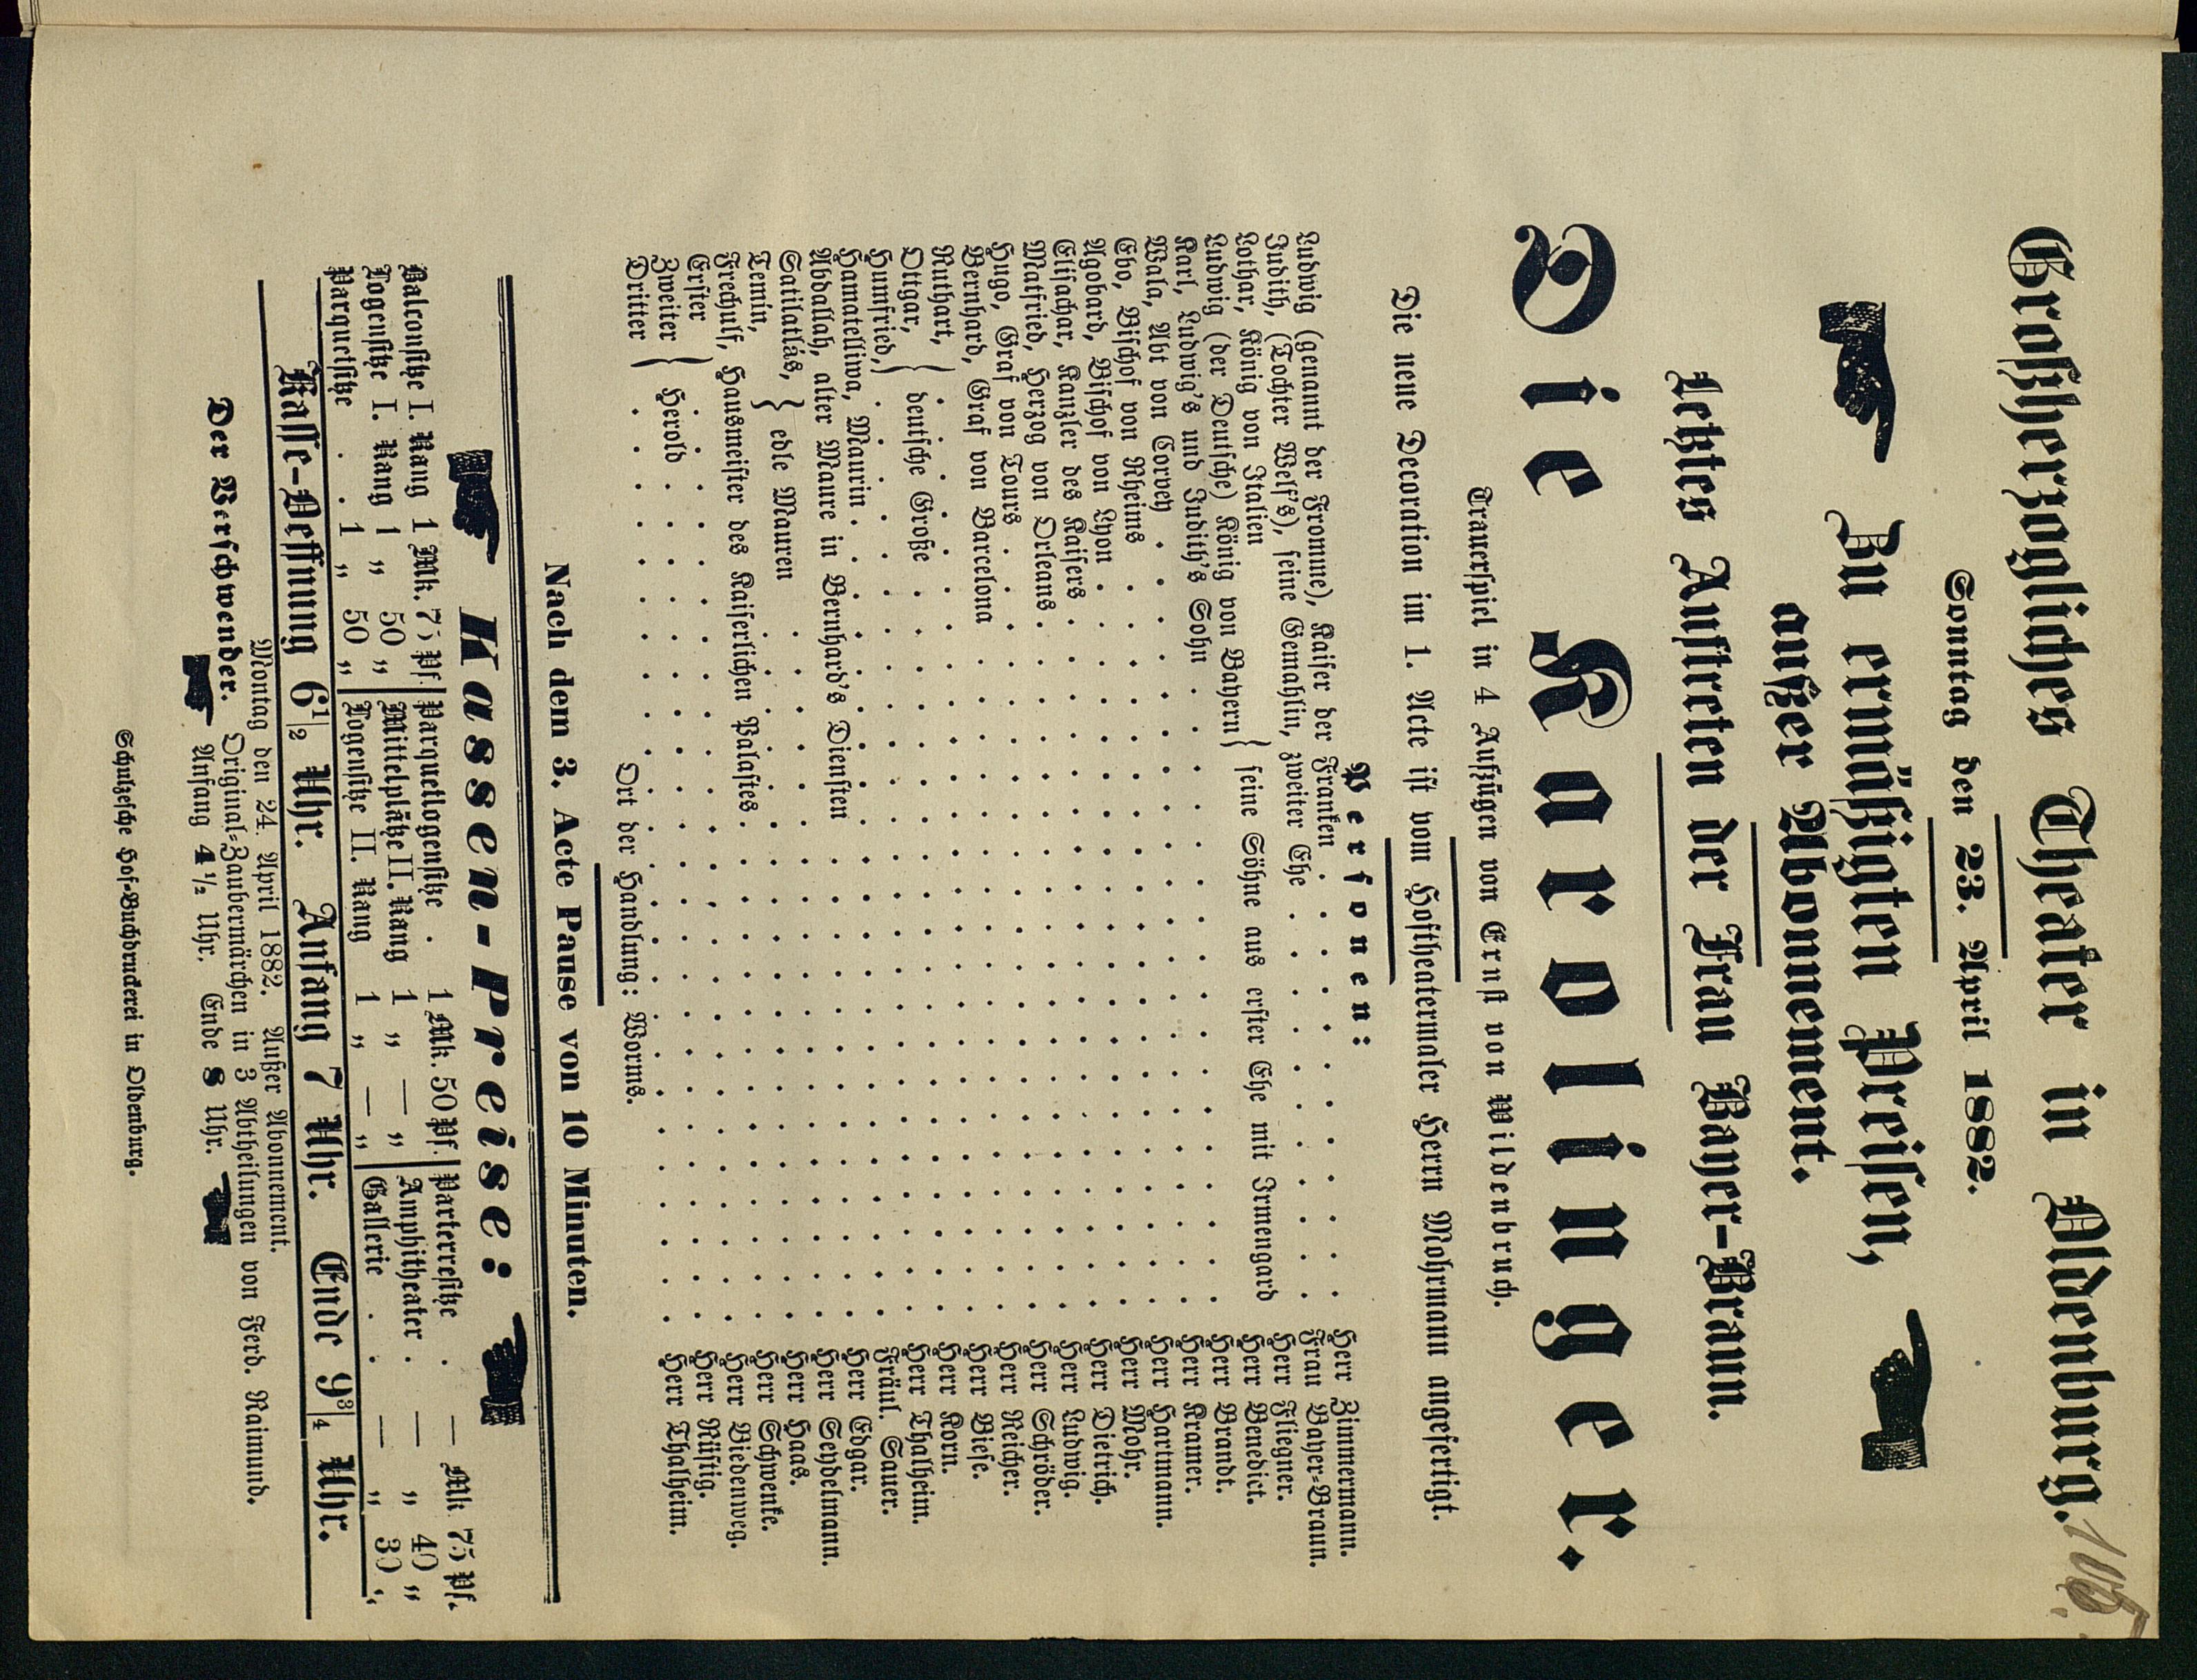 Großherzogliches Theater in Oldenburg.
Sonntag den 23. April 1882.
Zu ermäßigten Preisen,
außer Abonnement.
Letztes Auftreten der Frau Bayer-Braun.
Die Karolinger.
Trauerspiel in 4 Aufzügen von Ernst von Wildenbruch.
Die neue Decoration im 1. Acte ist vom Hoftheatermaler Herrn Mohrmann angefertigt.
Personen:
Ludwig (genannt der Fromme), Kaiser der Franken . . . Herr Zimmermann.
Judith, (Tochter Welf's), seine Gemahlin, zweiter Ehe . . . Frau Bayer-Braun.
Lothar, König von Italien } seine Söhne aus erster Ehe mit Irmengard Herr Fliegner.
Ludwig (der Deutsche) König von Bayern } Herr Benedict.
Karl, Ludwig's und Judith's Sohn . . . Herr Brandt.
Wala, Abt von Corvey . . . Herr Kramer.
Ebo, Bischof von Rheims . . . Herr Hartmann.
Agobard, Bischof von Lyon . . . Herr Mohr.
Elisachar, Kanzler des Kaisers . . . Herr Dietrich.
Matfried, Herzog von Orleans . . . Herr Ludwig.
Hugo, Graf von Tours . . . Herr Schröder.
Bernhard, Graf von Barcelona . . . Herr Reicher.
Ruthart, } . . . Herr Wiese.
Ottgar, } deutsche Große . . . Herr Korn.
Humfried, } . . . Herr Thalheim.
Hamatelliwa, Maurin . . . Fräul. Sauer.
Abdallah, alter Maure in Bernhard's Diensten . . . Herr Edgar.
Satilatlas, } edle Mauren . . . Herr Seydelmann.
Temin, } . . . Herr Haas.
Frechulf, Hausmeister des Kaiserlichen Palastes . . . Herr Schwenke.
Erster } . . . Herr Wiedenweg.
Zweiter } Herold . . . Herr Rüstig.
Dritter } . . . Herr Thalheim.
Ort der Handlung: Worms.
Nach dem 3. Acte Pause von 10 Minuten.
Kassen-Preise:
Balconsitze I. Rang 1 Mk. 75 Pf. | Parquetlogensitze . 1 Mk. 50 Pf. | Parterresitze . — Mk 75 Pf.
Logensitze I. Rang 1 „ 50 „ | Mittelplätze II. Rang 1 „ — „ | Amphitheater . — „ 40 „
Parquetsitze . . 1 „ 50 „ | Logensitze II. Rang 1 „ — „ | Gallerie . . — „ 30 „
Kasse-Oeffnung 6 1/2 Uhr. Anfang 7 Uhr. Ende 9 3/4 Uhr.
Montag den 24. April 1882. Außer Abonnement.
Der Verschwender. Original-Zaubermärchen in 3 Abtheilungen von Ferd. Raimund.
Anfang 4 1/2 Uhr. Ende 8 Uhr.
Schulzesche Hof-Buchdruckerei in Oldenburg.